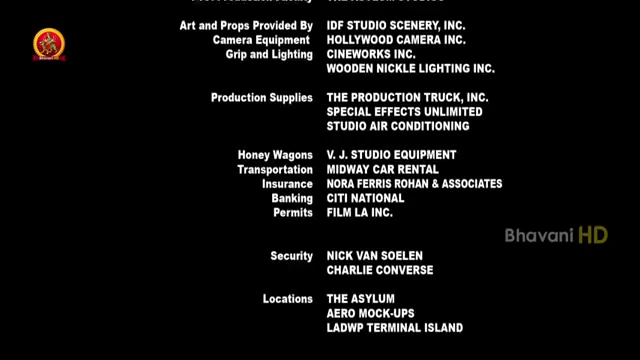 Art and Props Provided By IDF STUDIO SCENERY, INC.
Camera Equipment HOLLYWOOD CAMERA INC.
Grip and Lighting CINEWORKS INC.
WOODEN NICKLE LIGHTING INC.
Production Supplies THE PRODUCTION TRUCK, INC.
SPECIAL EFFECTS UNLIMITED
STUDIO AIR CONDITIONING
Honey Wagons V. J. STUDIO EQUIPMENT
Transportation MIDWAY CAR RENTAL
Insurance NORA FERRIS ROHAN & ASSOCIATES
Banking CITI NATIONAL
Permits FILM LA INC.
Security NICK VAN SOELEN
CHARLIE CONVERSE
Locations THE ASYLUM
AERO MOCK-UPS
LADWP TERMINAL ISLAND
Bhavani HD
Bhavani HD